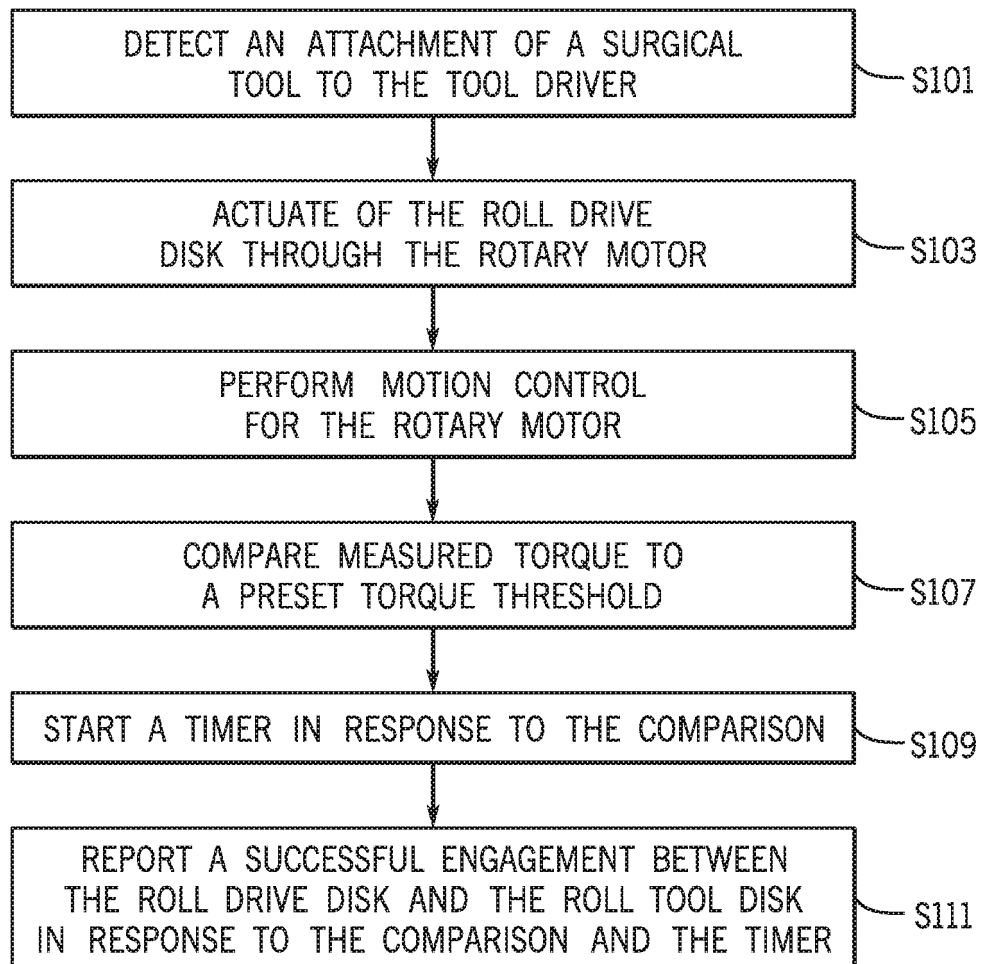 DETECT AN ATTACHMENT OF A SURGICAL
TOOL TO THE TOOL DRIVER
S101
ACTUATE OF THE ROLL DRIVE
DISK THROUGH THE ROTARY MOTOR
S103
PERFORM MOTION CONTROL
FOR THE ROTARY MOTOR
S105
COMPARE MEASURED TORQUE TO
A PRESET TORQUE THRESHOLD
S107
START A TIMER IN RESPONSE TO THE COMPARISON
S109
REPORT A SUCCESSFUL ENGAGEMENT BETWEEN
THE ROLL DRIVE DISK AND THE ROLL TOOL DISK
IN RESPONSE TO THE COMPARISON AND THE TIMER
S111